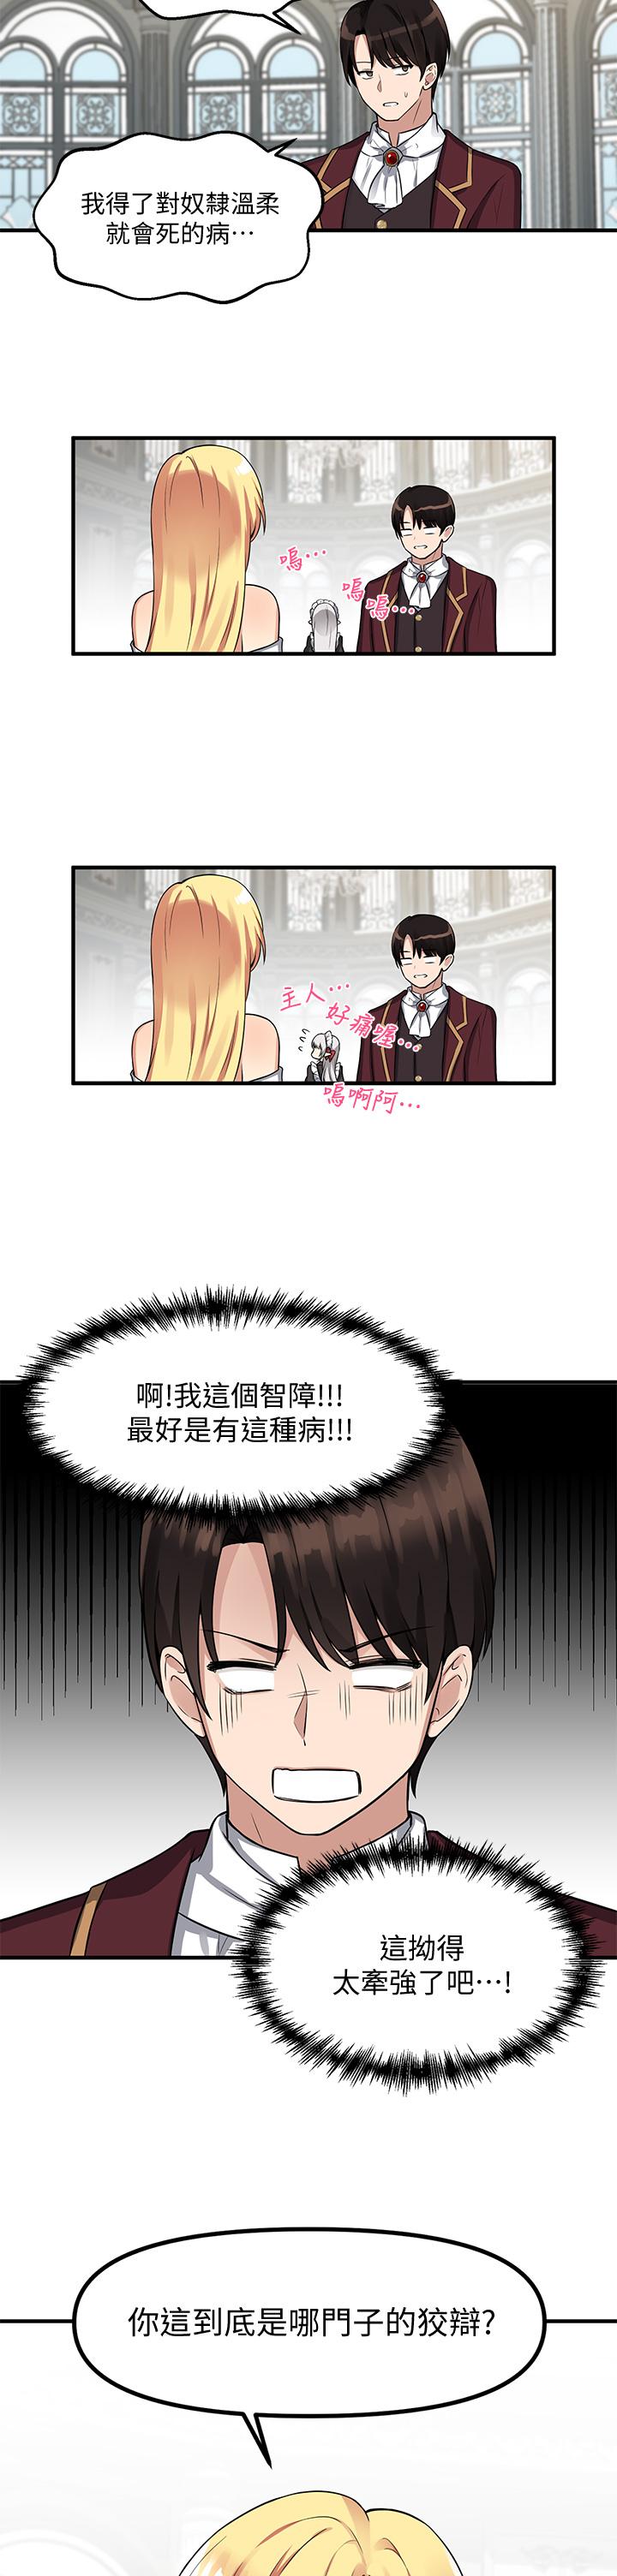 我得了對奴隸溫柔
就會死的病…
嗚…
嗚嗚…
主人…
好痛喔…
嗚啊阿…
啊!我這個智障!!!
最好是有這種病!!!
這拗得
太牽強了吧…!
你這到底是哪門子的狡辯?